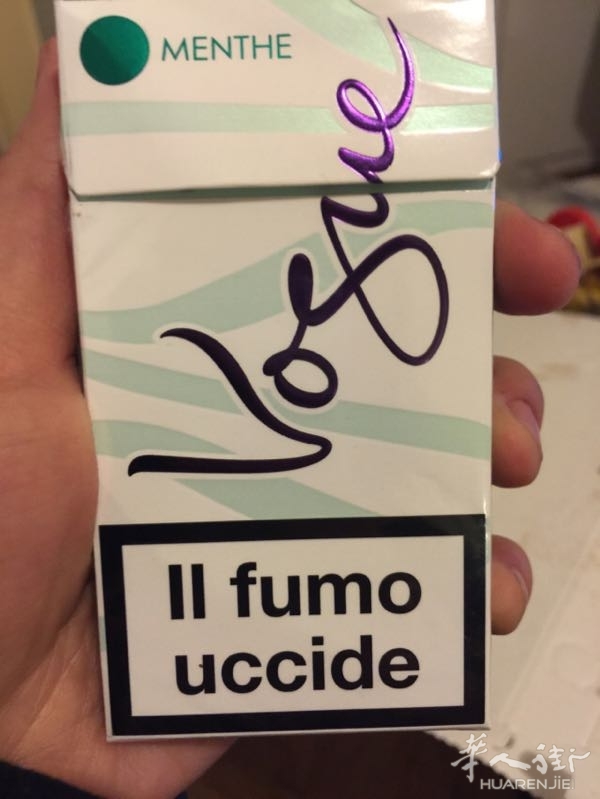 MENTHE
Vogue
Il fumo
uccide
华人街
HUARENJIE